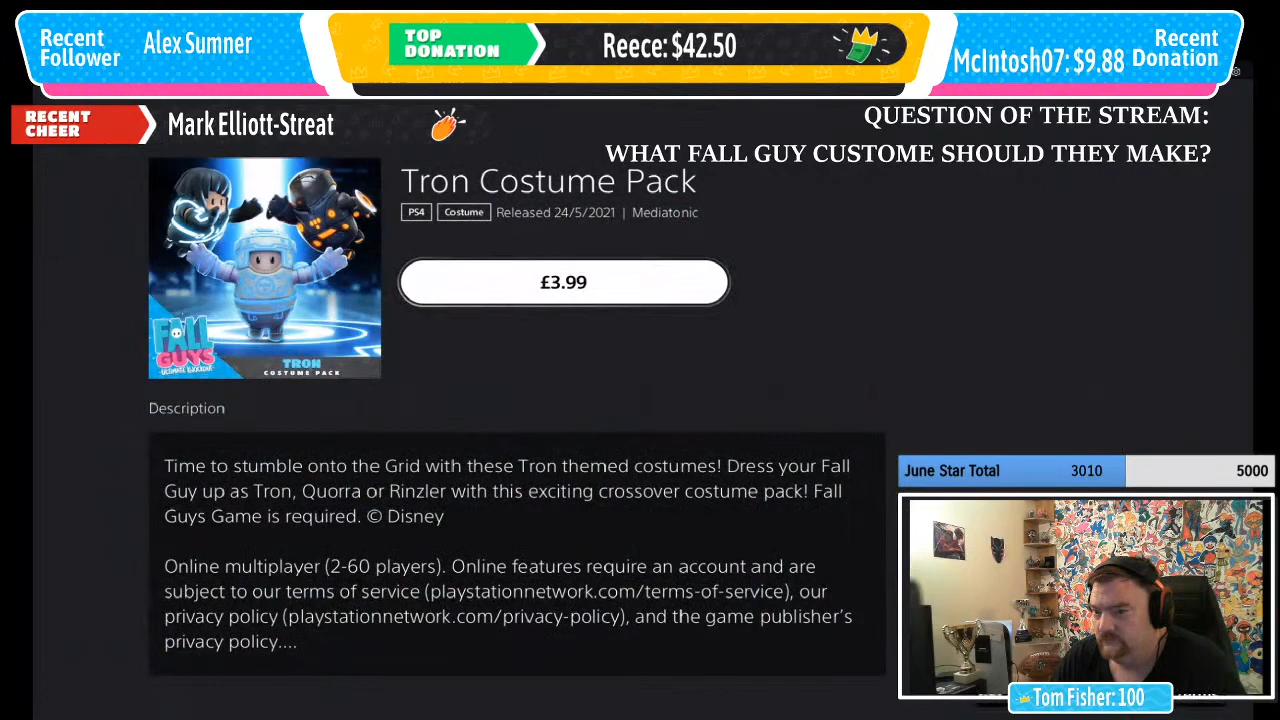 Recent
Follower
Alex Sumner
TOP
DONATION
Reece: $42.50
McIntosh07: $9.88
Recent
Donation
RECENT
CHEER
Mark Elliott-Streat
QUESTION OF THE STREAM:
WHAT FALL GUY CUSTOME SHOULD THEY MAKE?
Tron Costume Pack
PS4
Costume
Released 24/5/2021 | Mediatonic
£3.99
FALL
GUYS
ULTIMATE KNOCKOUT
TRON
COSTUME PACK
Description
Time to stumble onto the Grid with these Tron themed costumes! Dress your Fall
Guy up as Tron, Quorra or Rinzler with this exciting crossover costume pack! Fall
Guys Game is required. © Disney
Online multiplayer (2-60 players). Online features require an account and are
subject to our terms of service (playstationnetwork.com/terms-of-service), our
privacy policy (playstationnetwork.com/privacy-policy), and the game publisher's
privacy policy....
June Star Total 3010 5000
Tom Fisher: 100